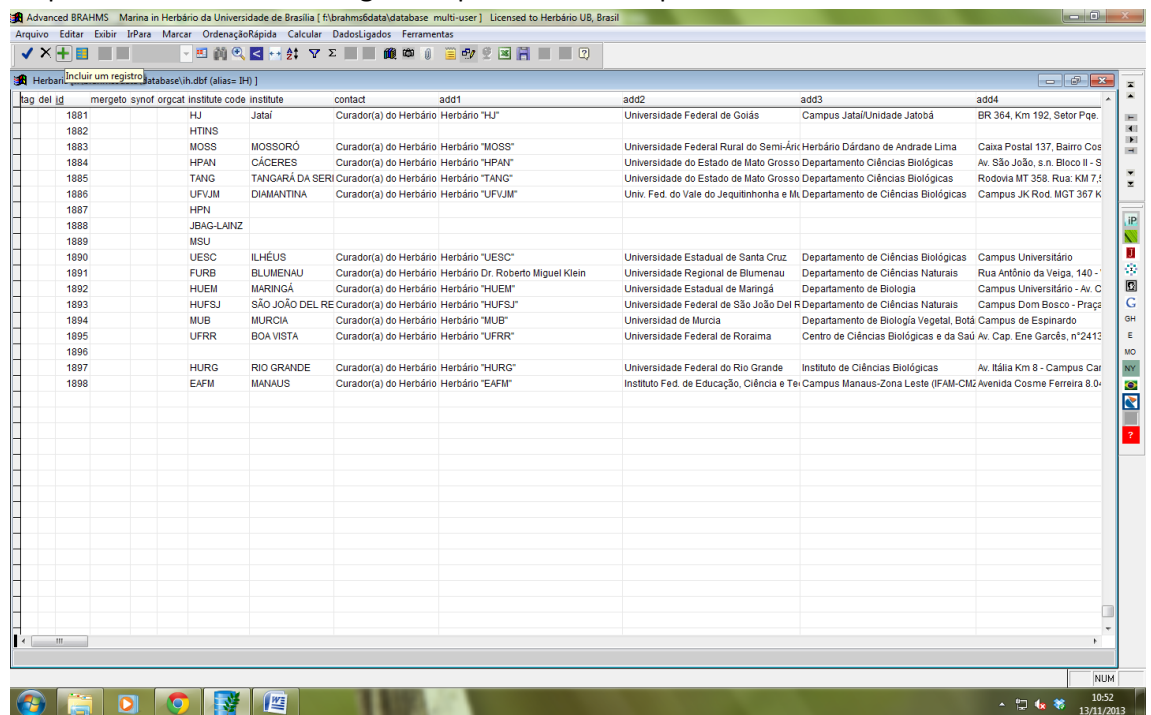 Advanced BRAHMS Marina in Herbário da Universidade de Brasília [ f:\brahms6data\database multi-user ] Licensed to Herbário UB, Brasil
Arquivo Editar Exibir IrPara Marcar OrdenaçãoRápida Calcular DadosLigados Ferramentas
Incluir um registro
Herbari atabase\ih.dbf (alias= IH) ]
tag del id mergeto synof orgcat institute code institute contact add1 add2 add3 add4
1881 HJ Jataí Curador(a) do Herbário Herbário "HJ" Universidade Federal de Goiás Campus Jataí/Unidade Jatobá BR 364, Km 192, Setor Pqe.
1882 HTINS
1883 MOSS MOSSORÓ Curador(a) do Herbário Herbário "MOSS" Universidade Federal Rural do Semi-Áric Herbário Dárdano de Andrade Lima Caixa Postal 137, Bairro Cos
1884 HPAN CÁCERES Curador(a) do Herbário Herbário "HPAN" Universidade do Estado de Mato Grosso Departamento Ciências Biológicas Av. São João, s.n. Bloco II - S
1885 TANG TANGARÁ DA SERI Curador(a) do Herbário Herbário "TANG" Universidade do Estado de Mato Grosso Departamento Ciências Biológicas Rodovia MT 358. Rua: KM 7,5
1886 UFVJM DIAMANTINA Curador(a) do Herbário Herbário "UFVJM" Univ. Fed. do Vale do Jequitinhonha e Mu Departamento de Ciências Biológicas Campus JK Rod. MGT 367 K
1887 HPN
1888 JBAG-LAINZ
1889 MSU
1890 UESC ILHÉUS Curador(a) do Herbário Herbário "UESC" Universidade Estadual de Santa Cruz Departamento de Ciências Biológicas Campus Universitário
1891 FURB BLUMENAU Curador(a) do Herbário Herbário Dr. Roberto Miguel Klein Universidade Regional de Blumenau Departamento de Ciências Naturais Rua Antônio da Veiga, 140 -
1892 HUEM MARINGÁ Curador(a) do Herbário Herbário "HUEM" Universidade Estadual de Maringá Departamento de Biologia Campus Universitário - Av. C
1893 HUFSJ SÃO JOÃO DEL RE Curador(a) do Herbário Herbário "HUFSJ" Universidade Federal de São João Del R Departamento de Ciências Naturais Campus Dom Bosco - Praça
1894 MUB MURCIA Curador(a) do Herbário Herbário "MUB" Universidad de Murcia Departamento de Biología Vegetal, Botá Campus de Espinardo
1895 UFRR BOA VISTA Curador(a) do Herbário Herbário "UFRR" Universidade Federal de Roraima Centro de Ciências Biológicas e da Saú Av. Cap. Ene Garcês, n°2413
1896
1897 HURG RIO GRANDE Curador(a) do Herbário Herbário "HURG" Universidade Federal do Rio Grande Instituto de Ciências Biológicas Av. Itália Km 8 - Campus Car
1898 EAFM MANAUS Curador(a) do Herbário Herbário "EAFM" Instituto Fed. de Educação, Ciência e Te Campus Manaus-Zona Leste (IFAM-CMZ Avenida Cosme Ferreira 8.0
iP
J
G
GH
E
MO
NY
?
NUM
10:52
13/11/2013